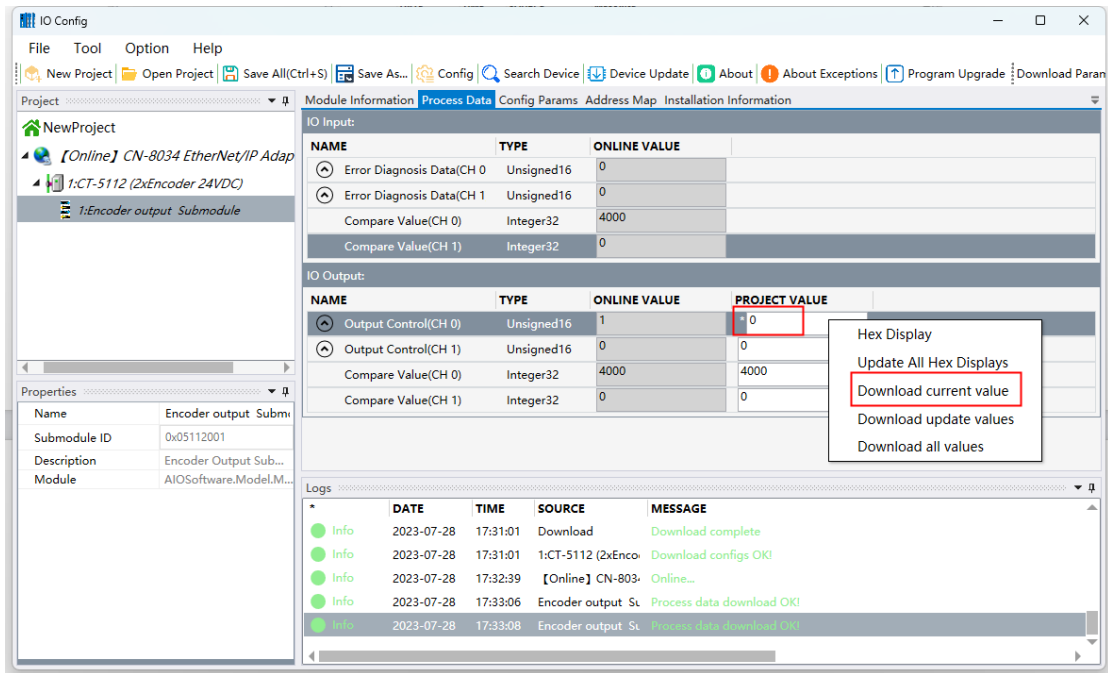 IO Config
File Tool Option Help
New Project Open Project Save All(Ctrl+S) Save As... Config Search Device Device Update About About Exceptions Program Upgrade Download Param
Project
Module Information Process Data Config Params Address Map Installation Information
NewProject
【Online】CN-8034 EtherNet/IP Adap
1:CT-5112 (2xEncoder 24VDC)
1:Encoder output Submodule
IO Input:
NAME TYPE ONLINE VALUE
Error Diagnosis Data(CH 0 Unsigned16 0
Error Diagnosis Data(CH 1 Unsigned16 0
Compare Value(CH 0) Integer32 4000
Compare Value(CH 1) Integer32 0
IO Output:
NAME TYPE ONLINE VALUE PROJECT VALUE
Output Control(CH 0) Unsigned16 1 * 0
Output Control(CH 1) Unsigned16 0 0
Compare Value(CH 0) Integer32 4000 4000
Compare Value(CH 1) Integer32 0 0
Hex Display
Update All Hex Displays
Download current value
Download update values
Download all values
Properties
Name Encoder output Subm
Submodule ID 0x05112001
Description Encoder Output Sub...
Module AIOSoftware.Model.M...
Logs
* DATE TIME SOURCE MESSAGE
Info 2023-07-28 17:31:01 Download Download complete
Info 2023-07-28 17:31:01 1:CT-5112 (2xEnco Download configs OK!
Info 2023-07-28 17:32:39 【Online】CN-803 Online...
Info 2023-07-28 17:33:06 Encoder output Su Process data download OK!
Info 2023-07-28 17:33:08 Encoder output Su Process data download OK!